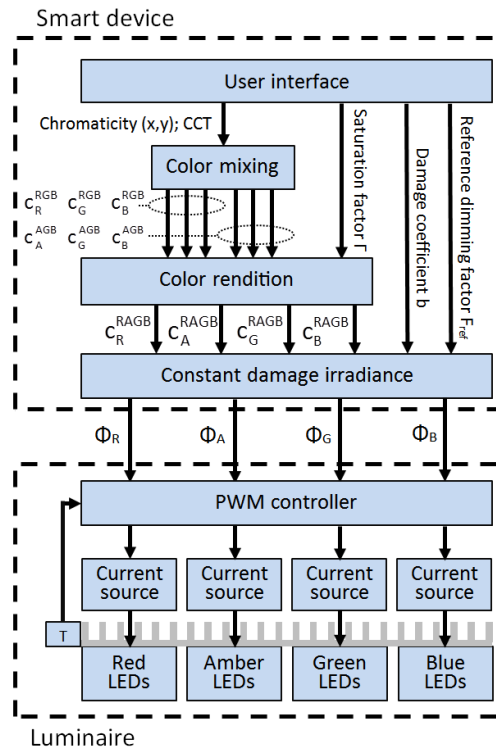 Smart device
User interface
Chromaticity (x,y); CCT
Saturation factor Γ
Damage coefficient b
Reference dimming factor F_ref
Color mixing
C_R^RGB C_G^RGB C_B^RGB
C_A^AGB C_G^AGB C_B^AGB
Color rendition
C_R^RAGB C_A^RAGB C_G^RAGB C_B^RAGB
Constant damage irradiance
Φ_R Φ_A Φ_G Φ_B
PWM controller
Current source
Current source
Current source
Current source
T
Red LEDs
Amber LEDs
Green LEDs
Blue LEDs
Luminaire